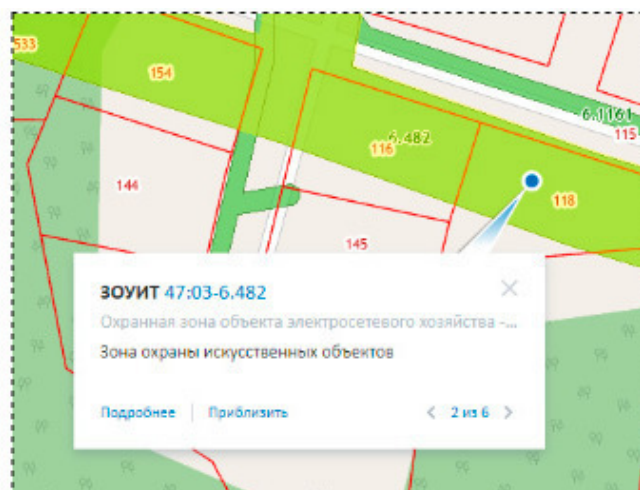 533
154
6.1161
115
6.482
116
144
118
145
ЗОУИТ 47:03-6.482
Охранная зона объекта электросетевого хозяйства -...
Зона охраны искусственных объектов
Подробнее Приблизить < 2 из 6 >